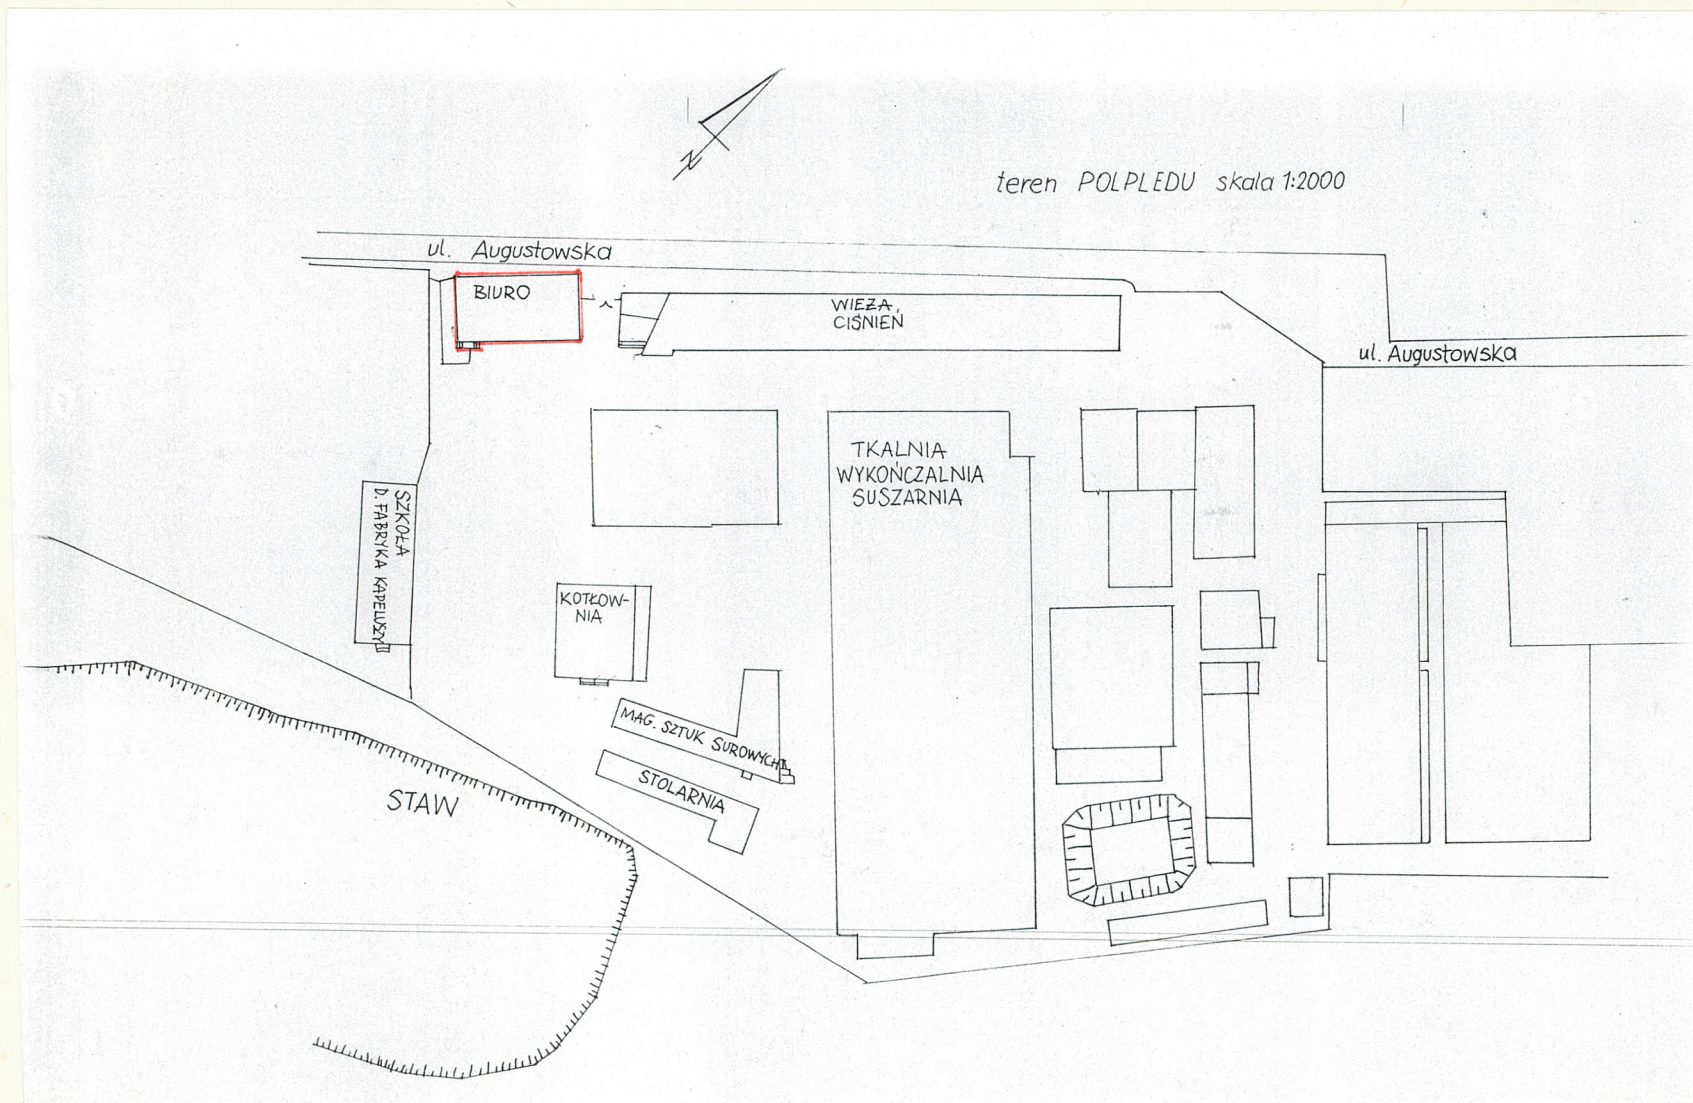 N
teren POLPLEDU skala 1:2000
ul. Augustowska
BIURO
WIEŻA
CIŚNIEŃ
ul. Augustowska
TKALNIA
WYKOŃCZALNIA
SUSZARNIA
SZKOŁA
D. FABRYKA KAPELUSZY
KOTŁOW-
NIA
MAG. SZTUK SUROWYCH
STOLARNIA
STAW